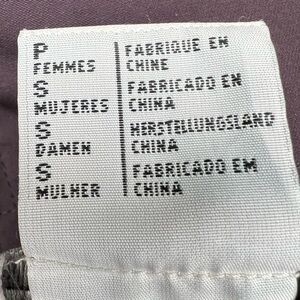 P
FEMMES
FABRIQUE EN
CHINE
S
MUJERES
FABRICADO EN
CHINA
S
DAMEN
HERSTELLUNGSLAND
CHINA
S
MULHER
FABRICADO EM
CHINA